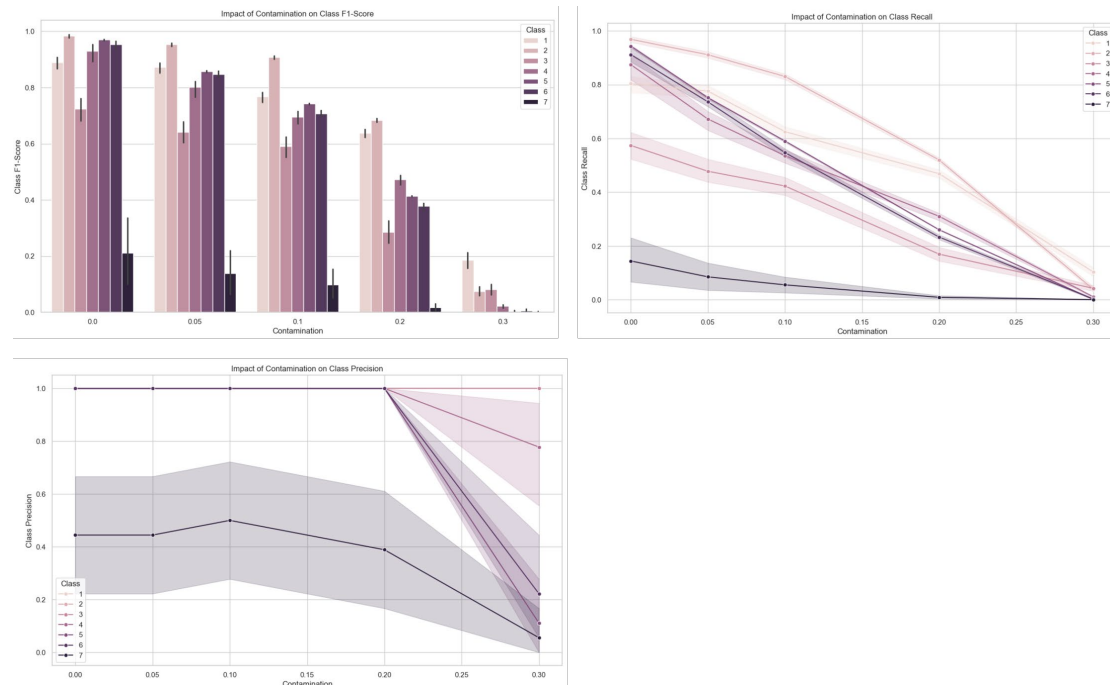 Impact of Contamination on Class F1-Score
Class F1-Score
1.0
0.8
0.6
0.4
0.2
0.0
Class
1
2
3
4
5
6
7
0.0 0.05 0.1 0.2 0.3
Contamination
Impact of Contamination on Class Recall
Class Recall
1.0
0.8
0.6
0.4
0.2
0.0
Class
1
2
3
4
5
6
7
0.00 0.05 0.10 0.15 0.20 0.25 0.30
Contamination
Impact of Contamination on Class Precision
Class Precision
1.0
0.8
0.6
0.4
0.2
0.0
Class
1
2
3
4
5
6
7
0.00 0.05 0.10 0.15 0.20 0.25 0.30
Contamination